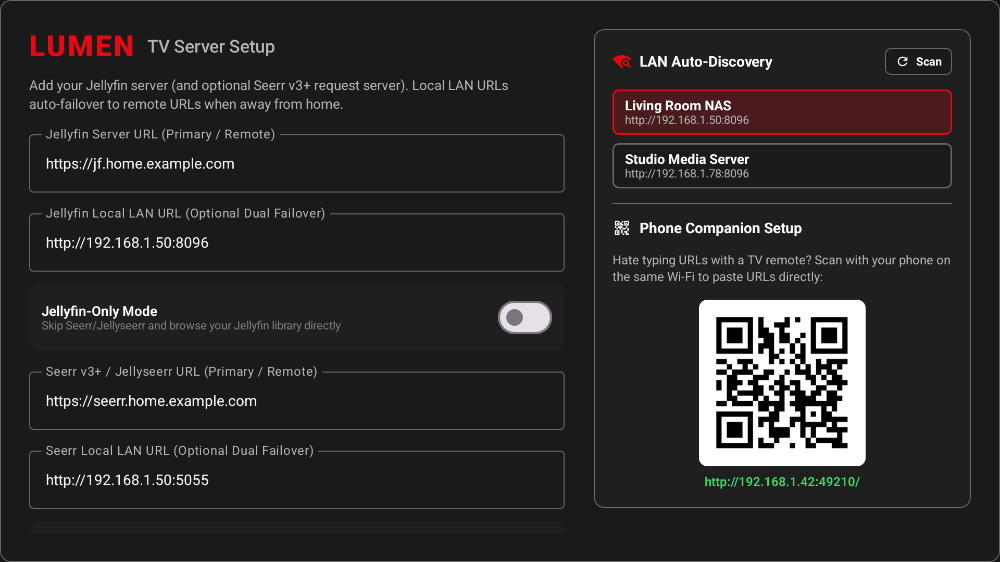 LUMEN TV Server Setup
Add your Jellyfin server (and optional Seerr v3+ request server). Local LAN URLs
auto-failover to remote URLs when away from home.
Jellyfin Server URL (Primary / Remote)
https://jf.home.example.com
Jellyfin Local LAN URL (Optional Dual Failover)
http://192.168.1.50:8096
Jellyfin-Only Mode
Skip Seerr/Jellyseerr and browse your Jellyfin library directly
Seerr v3+ / Jellyseerr URL (Primary / Remote)
https://seerr.home.example.com
Seerr Local LAN URL (Optional Dual Failover)
http://192.168.1.50:5055
LAN Auto-Discovery
Scan
Living Room NAS
http://192.168.1.50:8096
Studio Media Server
http://192.168.1.78:8096
Phone Companion Setup
Hate typing URLs with a TV remote? Scan with your phone on
the same Wi-Fi to paste URLs directly:
http://192.168.1.42:49210/